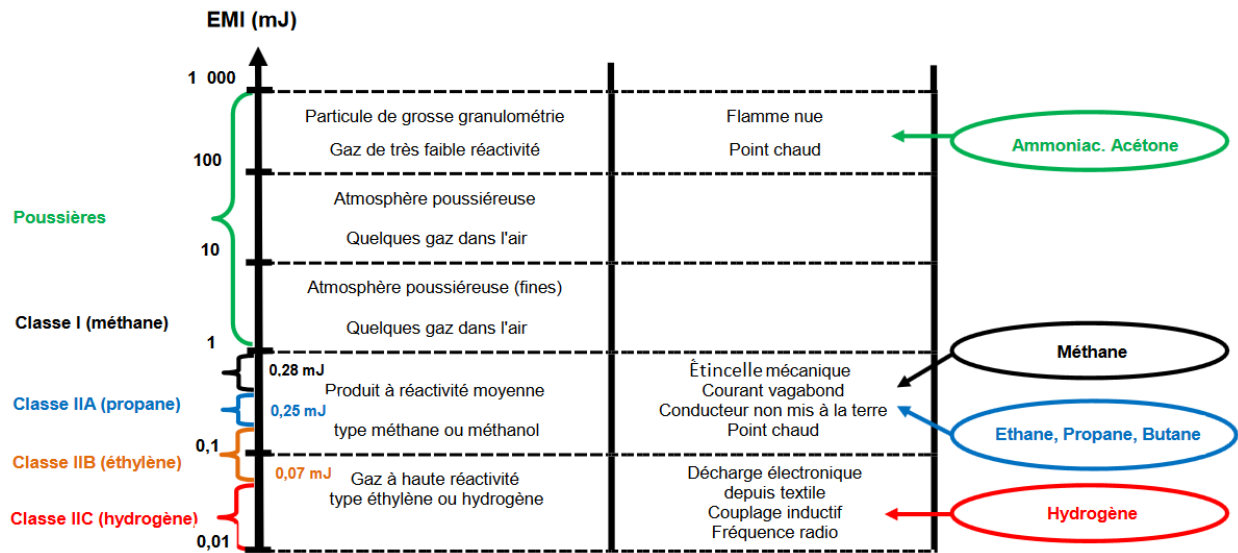 EMI (mJ)
1 000
Particule de grosse granulométrie
Flamme nue
Gaz de très faible réactivité
Point chaud
Ammoniac. Acétone
100
Atmosphère poussiéreuse
Poussières
Quelques gaz dans l'air
10
Atmosphère poussiéreuse (fines)
Classe I (méthane)
Quelques gaz dans l'air
1
Méthane
0,28 mJ
Étincelle mécanique
Produit à réactivité moyenne
Courant vagabond
Classe IIA (propane)
0,25 mJ
Conducteur non mis à la terre
type méthane ou méthanol
Point chaud
Ethane, Propane, Butane
0,1
Classe IIB (éthylène)
0,07 mJ
Gaz à haute réactivité
type éthylène ou hydrogène
Décharge électronique
depuis textile
Couplage inductif
Fréquence radio
Classe IIC (hydrogène)
Hydrogène
0,01